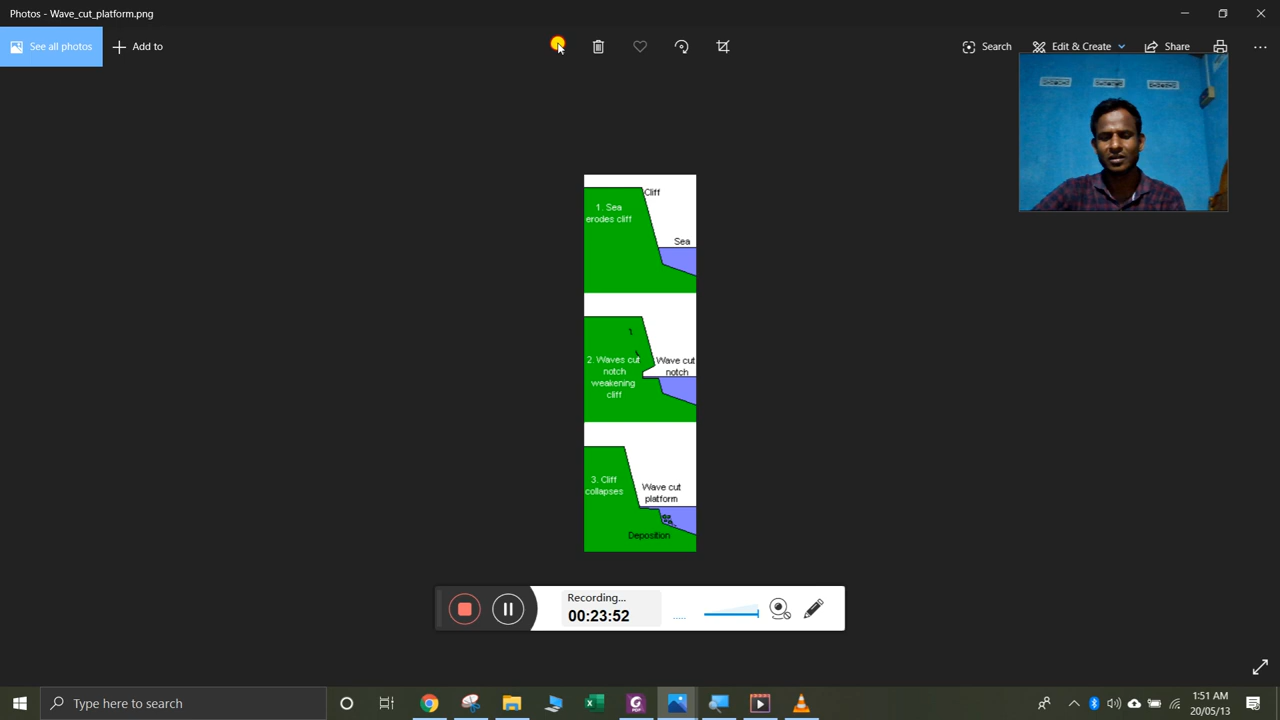 Photos - Wave_cut_platform.png
See all photos
Add to
Search
Edit & Create
Share
Cliff
1. Sea
erodes cliff
Sea
2. Waves cut
notch
weakening
cliff
Wave cut
notch
3. Cliff
collapses
Wave cut
platform
Deposition
Recording...
00:23:52
Type here to search
1:51 AM
20/05/13